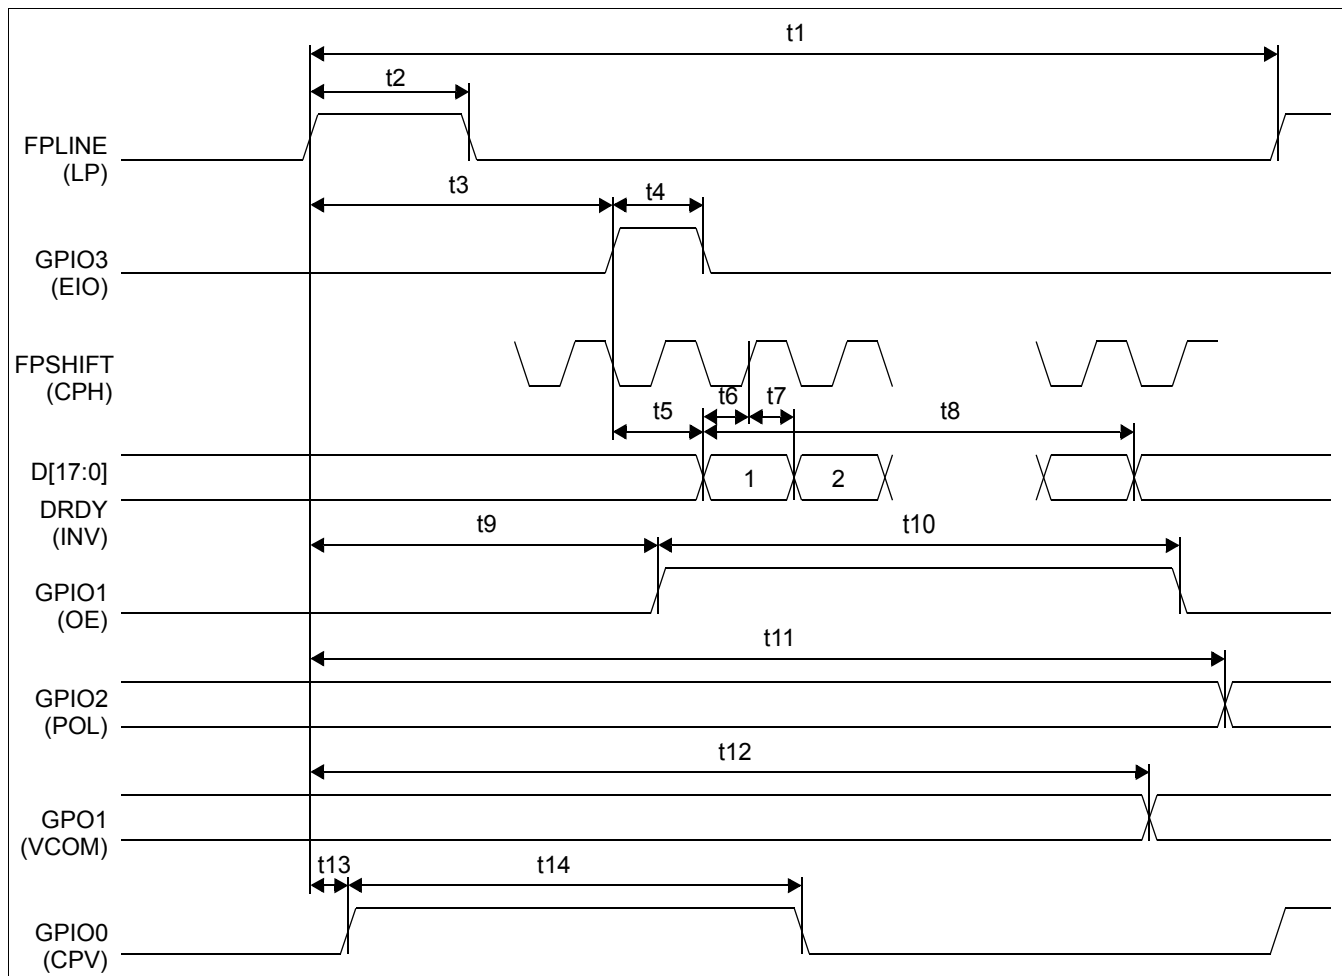 t1
t2
FPLINE
(LP)
t3
t4
GPIO3
(EIO)
FPSHIFT
(CPH)
t6
t7
t5
t8
D[17:0]
1
2
DRDY
(INV)
t9
t10
GPIO1
(OE)
t11
GPIO2
(POL)
t12
GPO1
(VCOM)
t13
t14
GPIO0
(CPV)